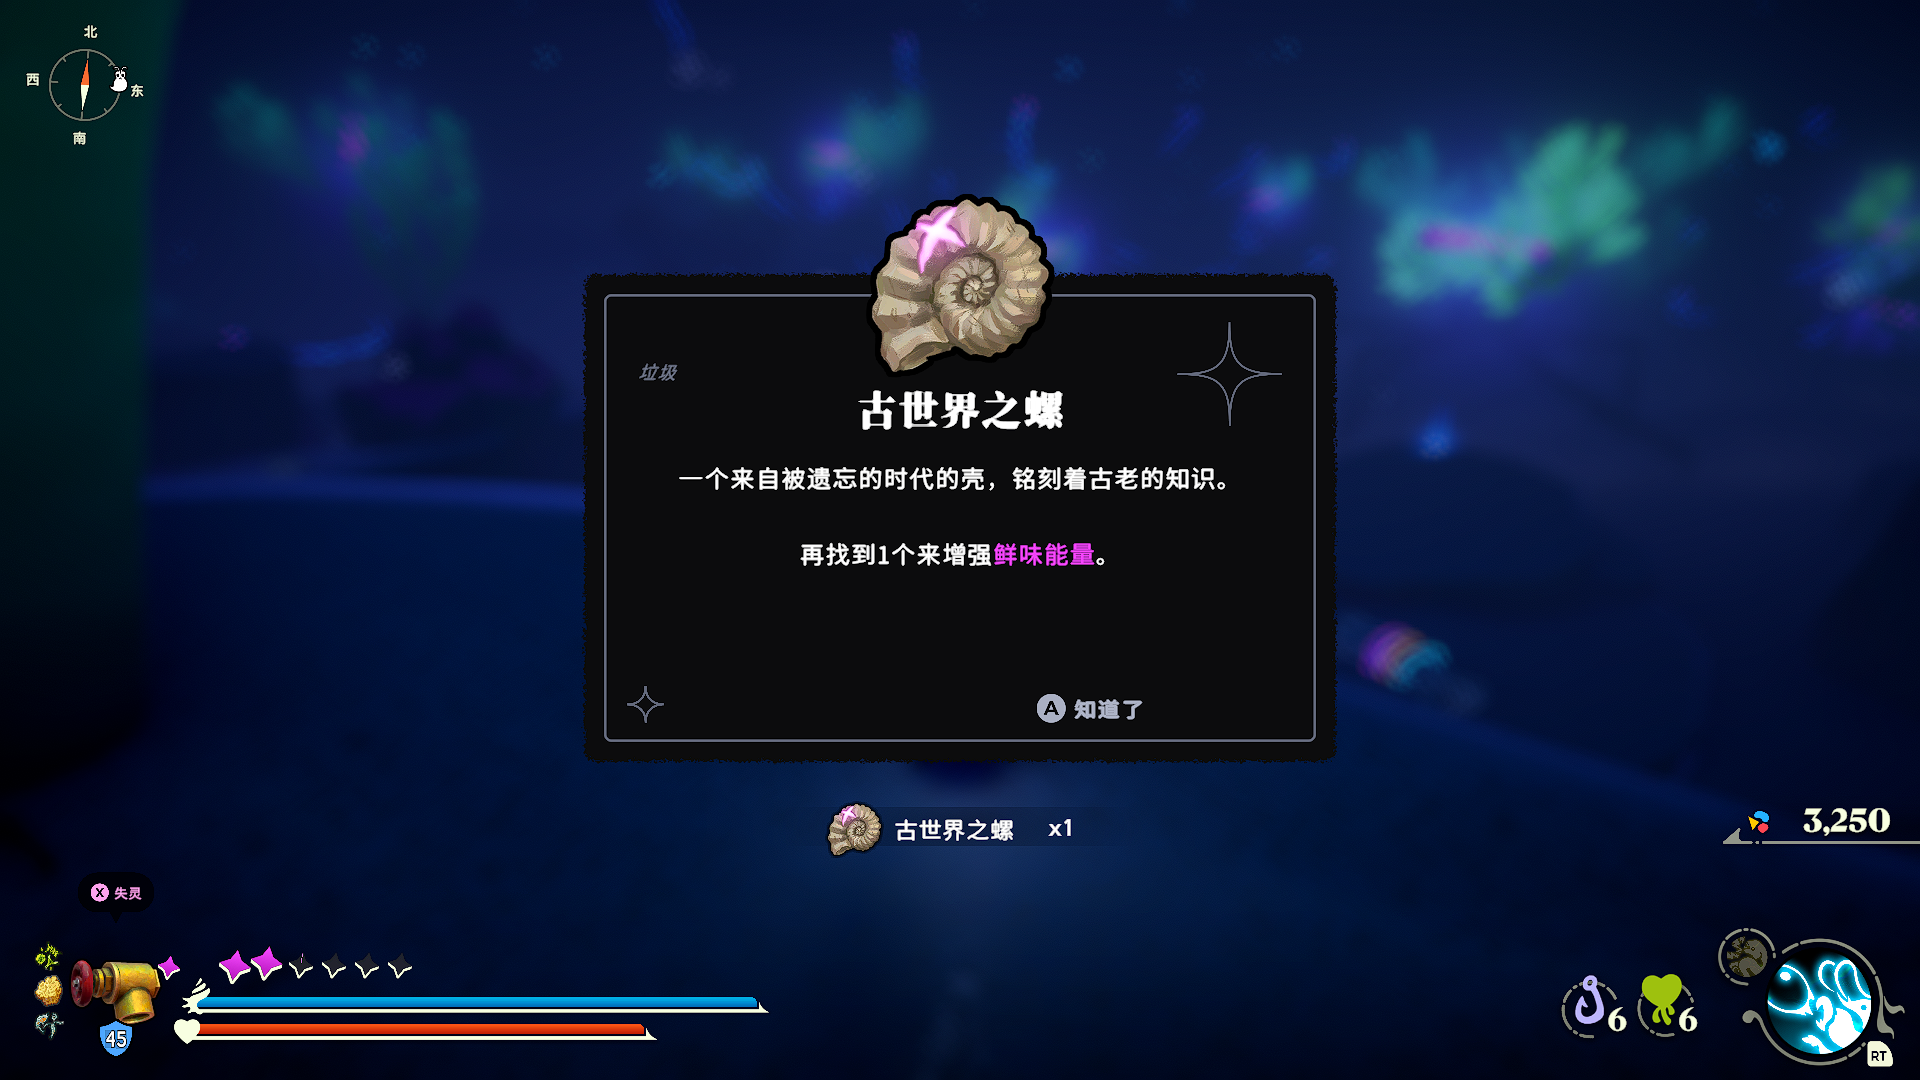 北
西
东
南
垃圾
古世界之螺
一个来自被遗忘的时代的壳，铭刻着古老的知识。
再找到1个来增强鲜味能量。
A 知道了
古世界之螺 x1
3,250
X 失灵
45
6
6
RT